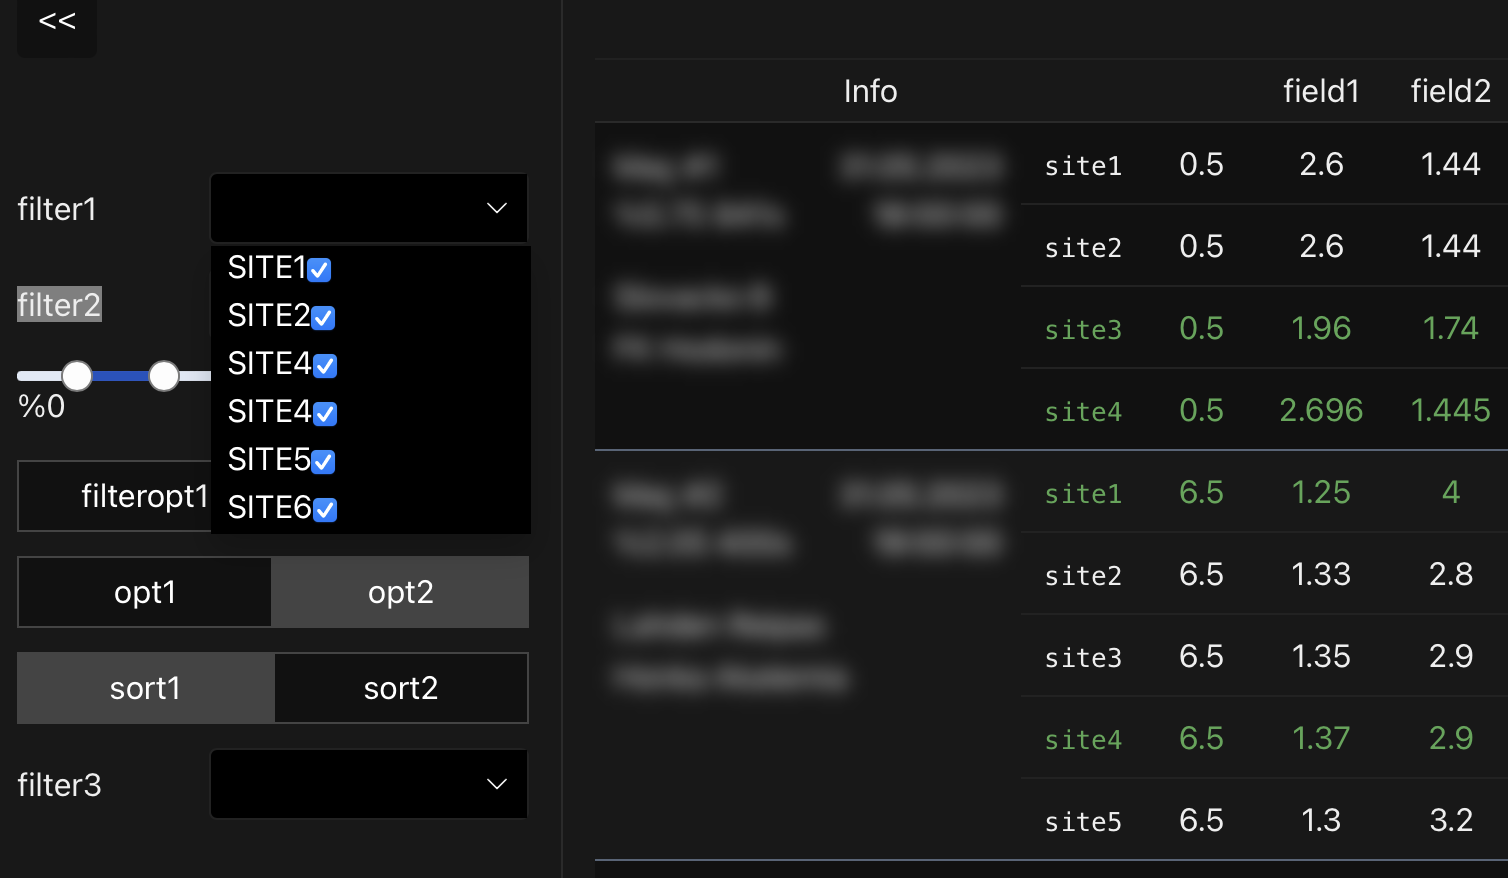 <<
filter1
SITE1
SITE2
SITE4
SITE4
SITE5
SITE6
filter2
%0
filteropt1
opt1 opt2
sort1 sort2
filter3
Info field1 field2
site1 0.5 2.6 1.44
site2 0.5 2.6 1.44
site3 0.5 1.96 1.74
site4 0.5 2.696 1.445
site1 6.5 1.25 4
site2 6.5 1.33 2.8
site3 6.5 1.35 2.9
site4 6.5 1.37 2.9
site5 6.5 1.3 3.2